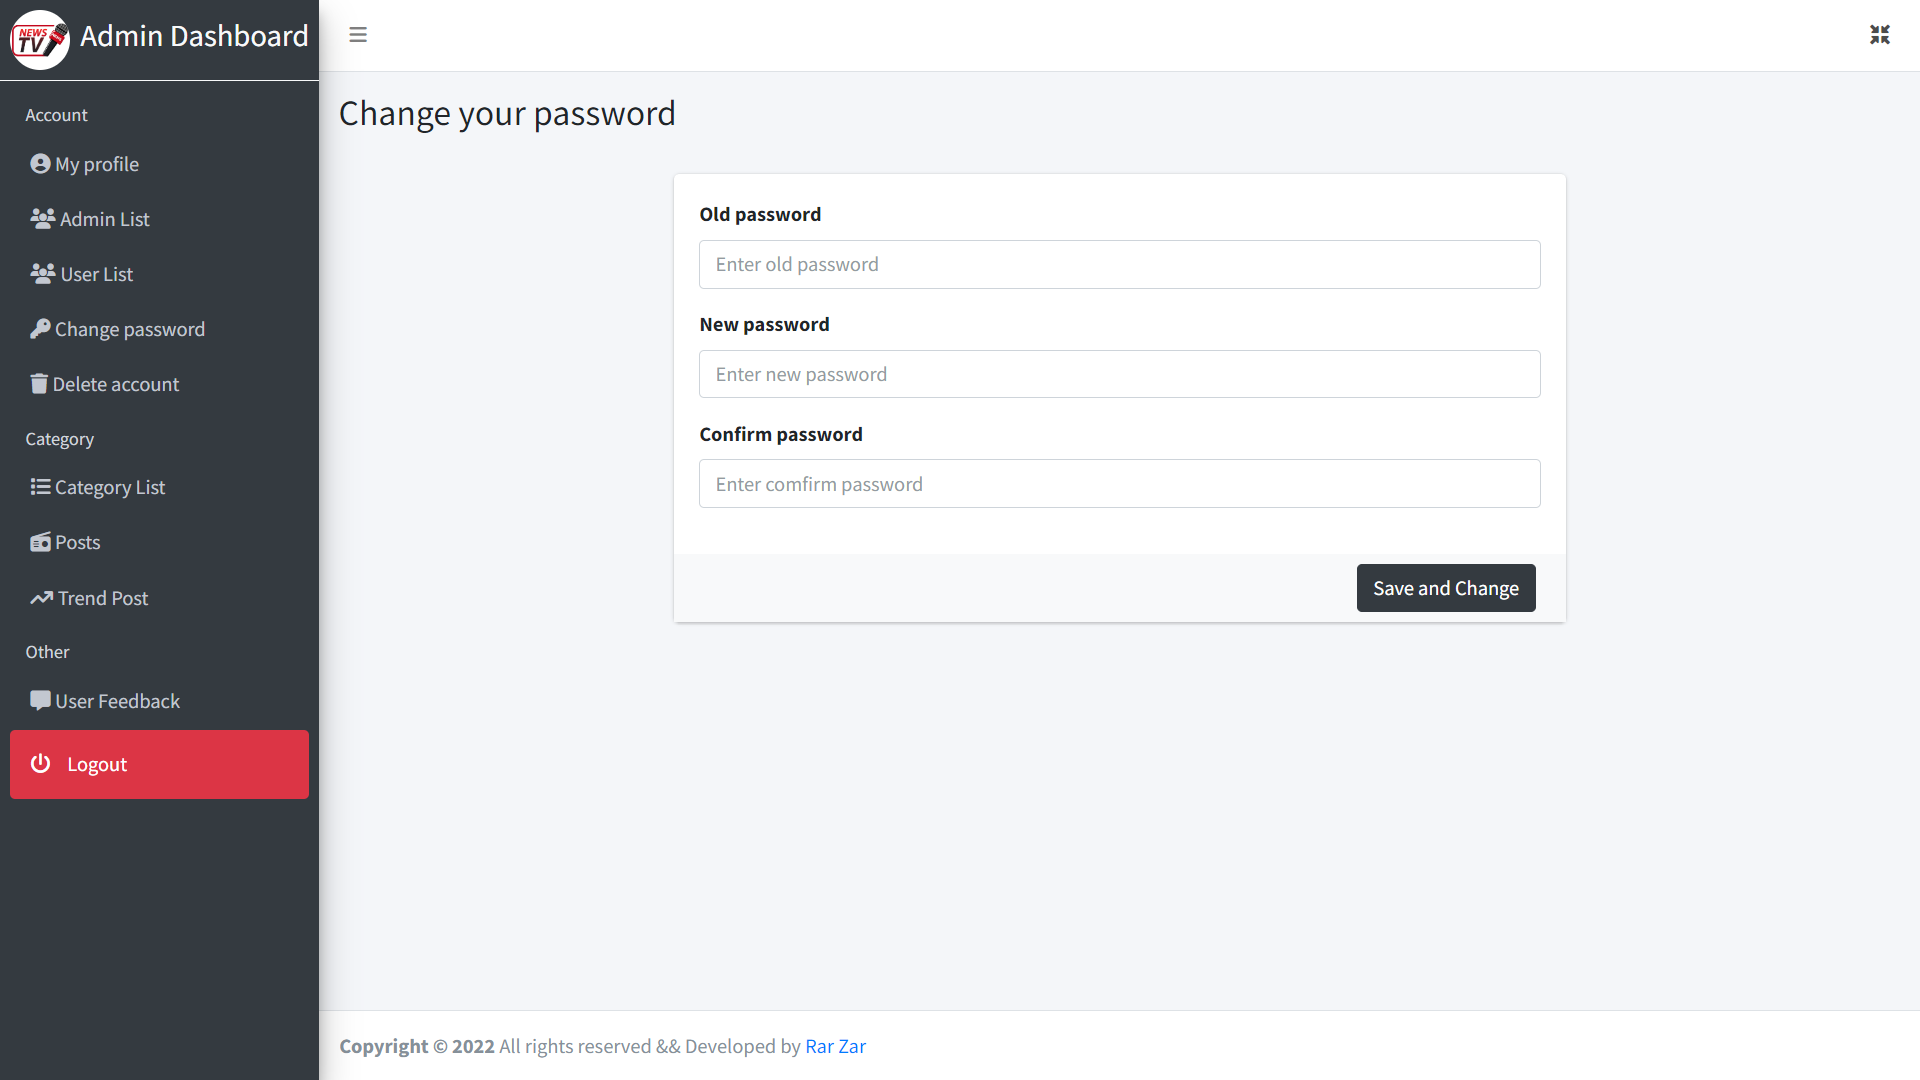 NEWS
TV
Admin Dashboard
Account
My profile
Admin List
User List
Change password
Delete account
Category
Category List
Posts
Trend Post
Other
User Feedback
Logout
Change your password
Old password
Enter old password
New password
Enter new password
Confirm password
Enter comfirm password
Save and Change
Copyright © 2022 All rights reserved && Developed by Rar Zar